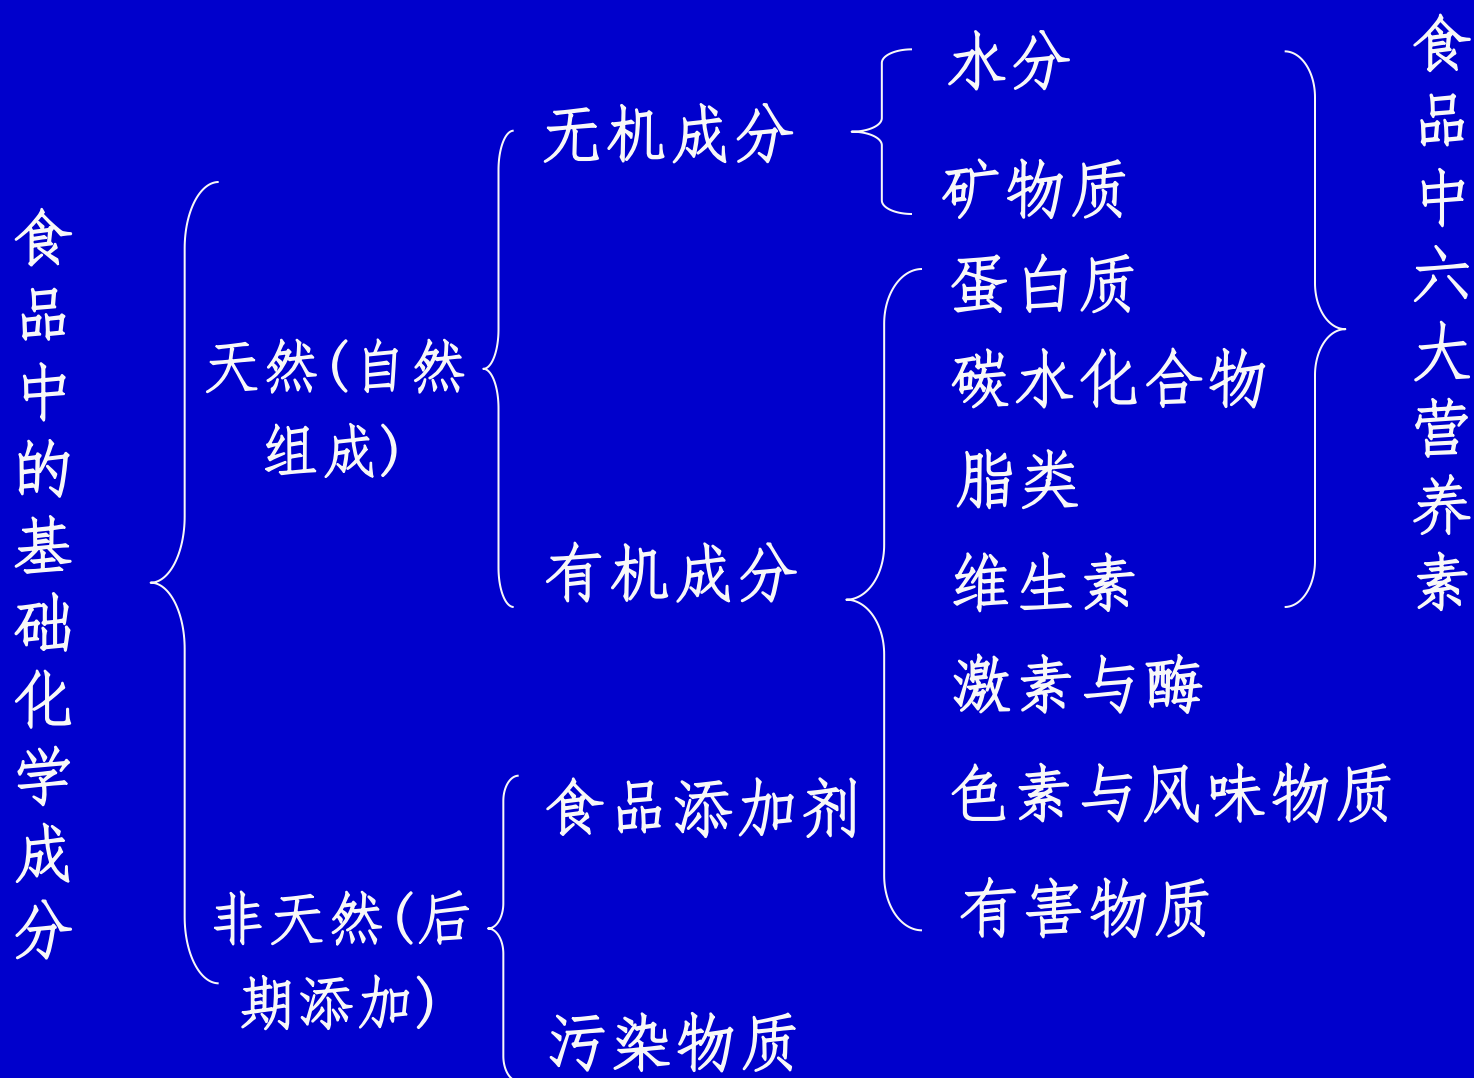 食品中的基础化学成分
天然(自然
组成)
无机成分
水分
矿物质
有机成分
蛋白质
碳水化合物
脂类
维生素
激素与酶
色素与风味物质
有害物质
食品中六大营养素
非天然(后
期添加)
食品添加剂
污染物质